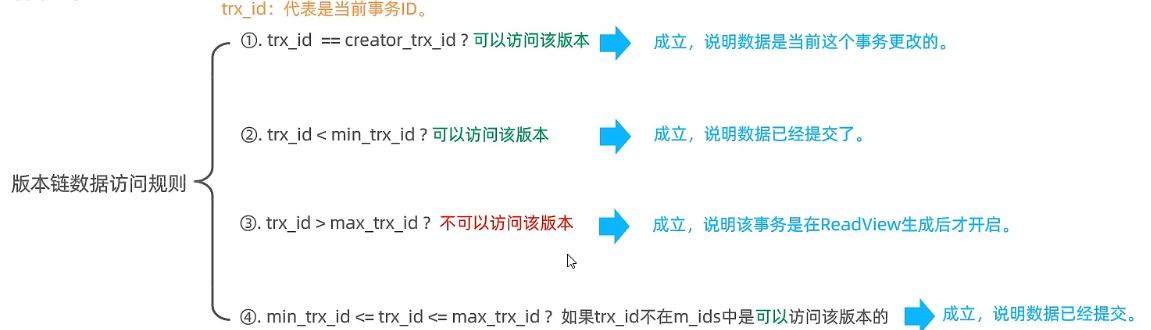 trx_id：代表是当前事务ID。
①. trx_id == creator_trx_id ? 可以访问该版本 成立，说明数据是当前这个事务更改的。
②. trx_id < min_trx_id ? 可以访问该版本 成立，说明数据已经提交了。
版本链数据访问规则
③. trx_id > max_trx_id ? 不可以访问该版本 成立，说明该事务是在ReadView生成后才开启。
④. min_trx_id <= trx_id <= max_trx_id ? 如果trx_id不在m_ids中是可以访问该版本的 成立，说明数据已经提交。